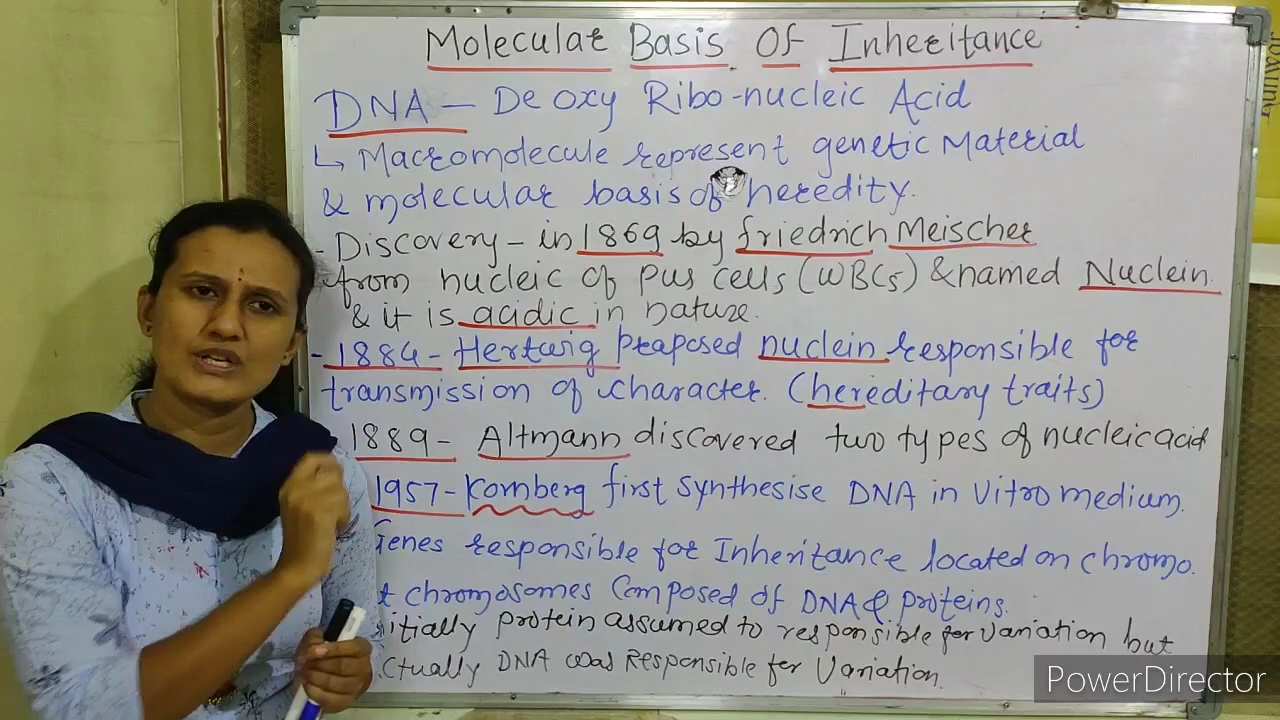 Molecular Basis Of Inheritance
DNA – De oxy Ribo-nucleic Acid
↳ Macromolecule represent genetic Material
& molecular basis of heredity.
- Discovery – in 1869 by friedrich Meischer
from nucleic of Pus cells (WBCs) & named Nuclein.
& it is acidic in nature.
- 1884 - Hertwig proposed nuclein responsible for
transmission of character. (hereditary traits)
1889 - Altmann discovered two types of nucleic acid
1957 - Kornberg first synthesise DNA in Vitro medium.
Genes responsible for Inheritance located on chromo.
& chromosomes Composed of DNA & proteins.
itially protein assumed to responsible for variation but
ctually DNA was Responsible for Variation.
PowerDirector